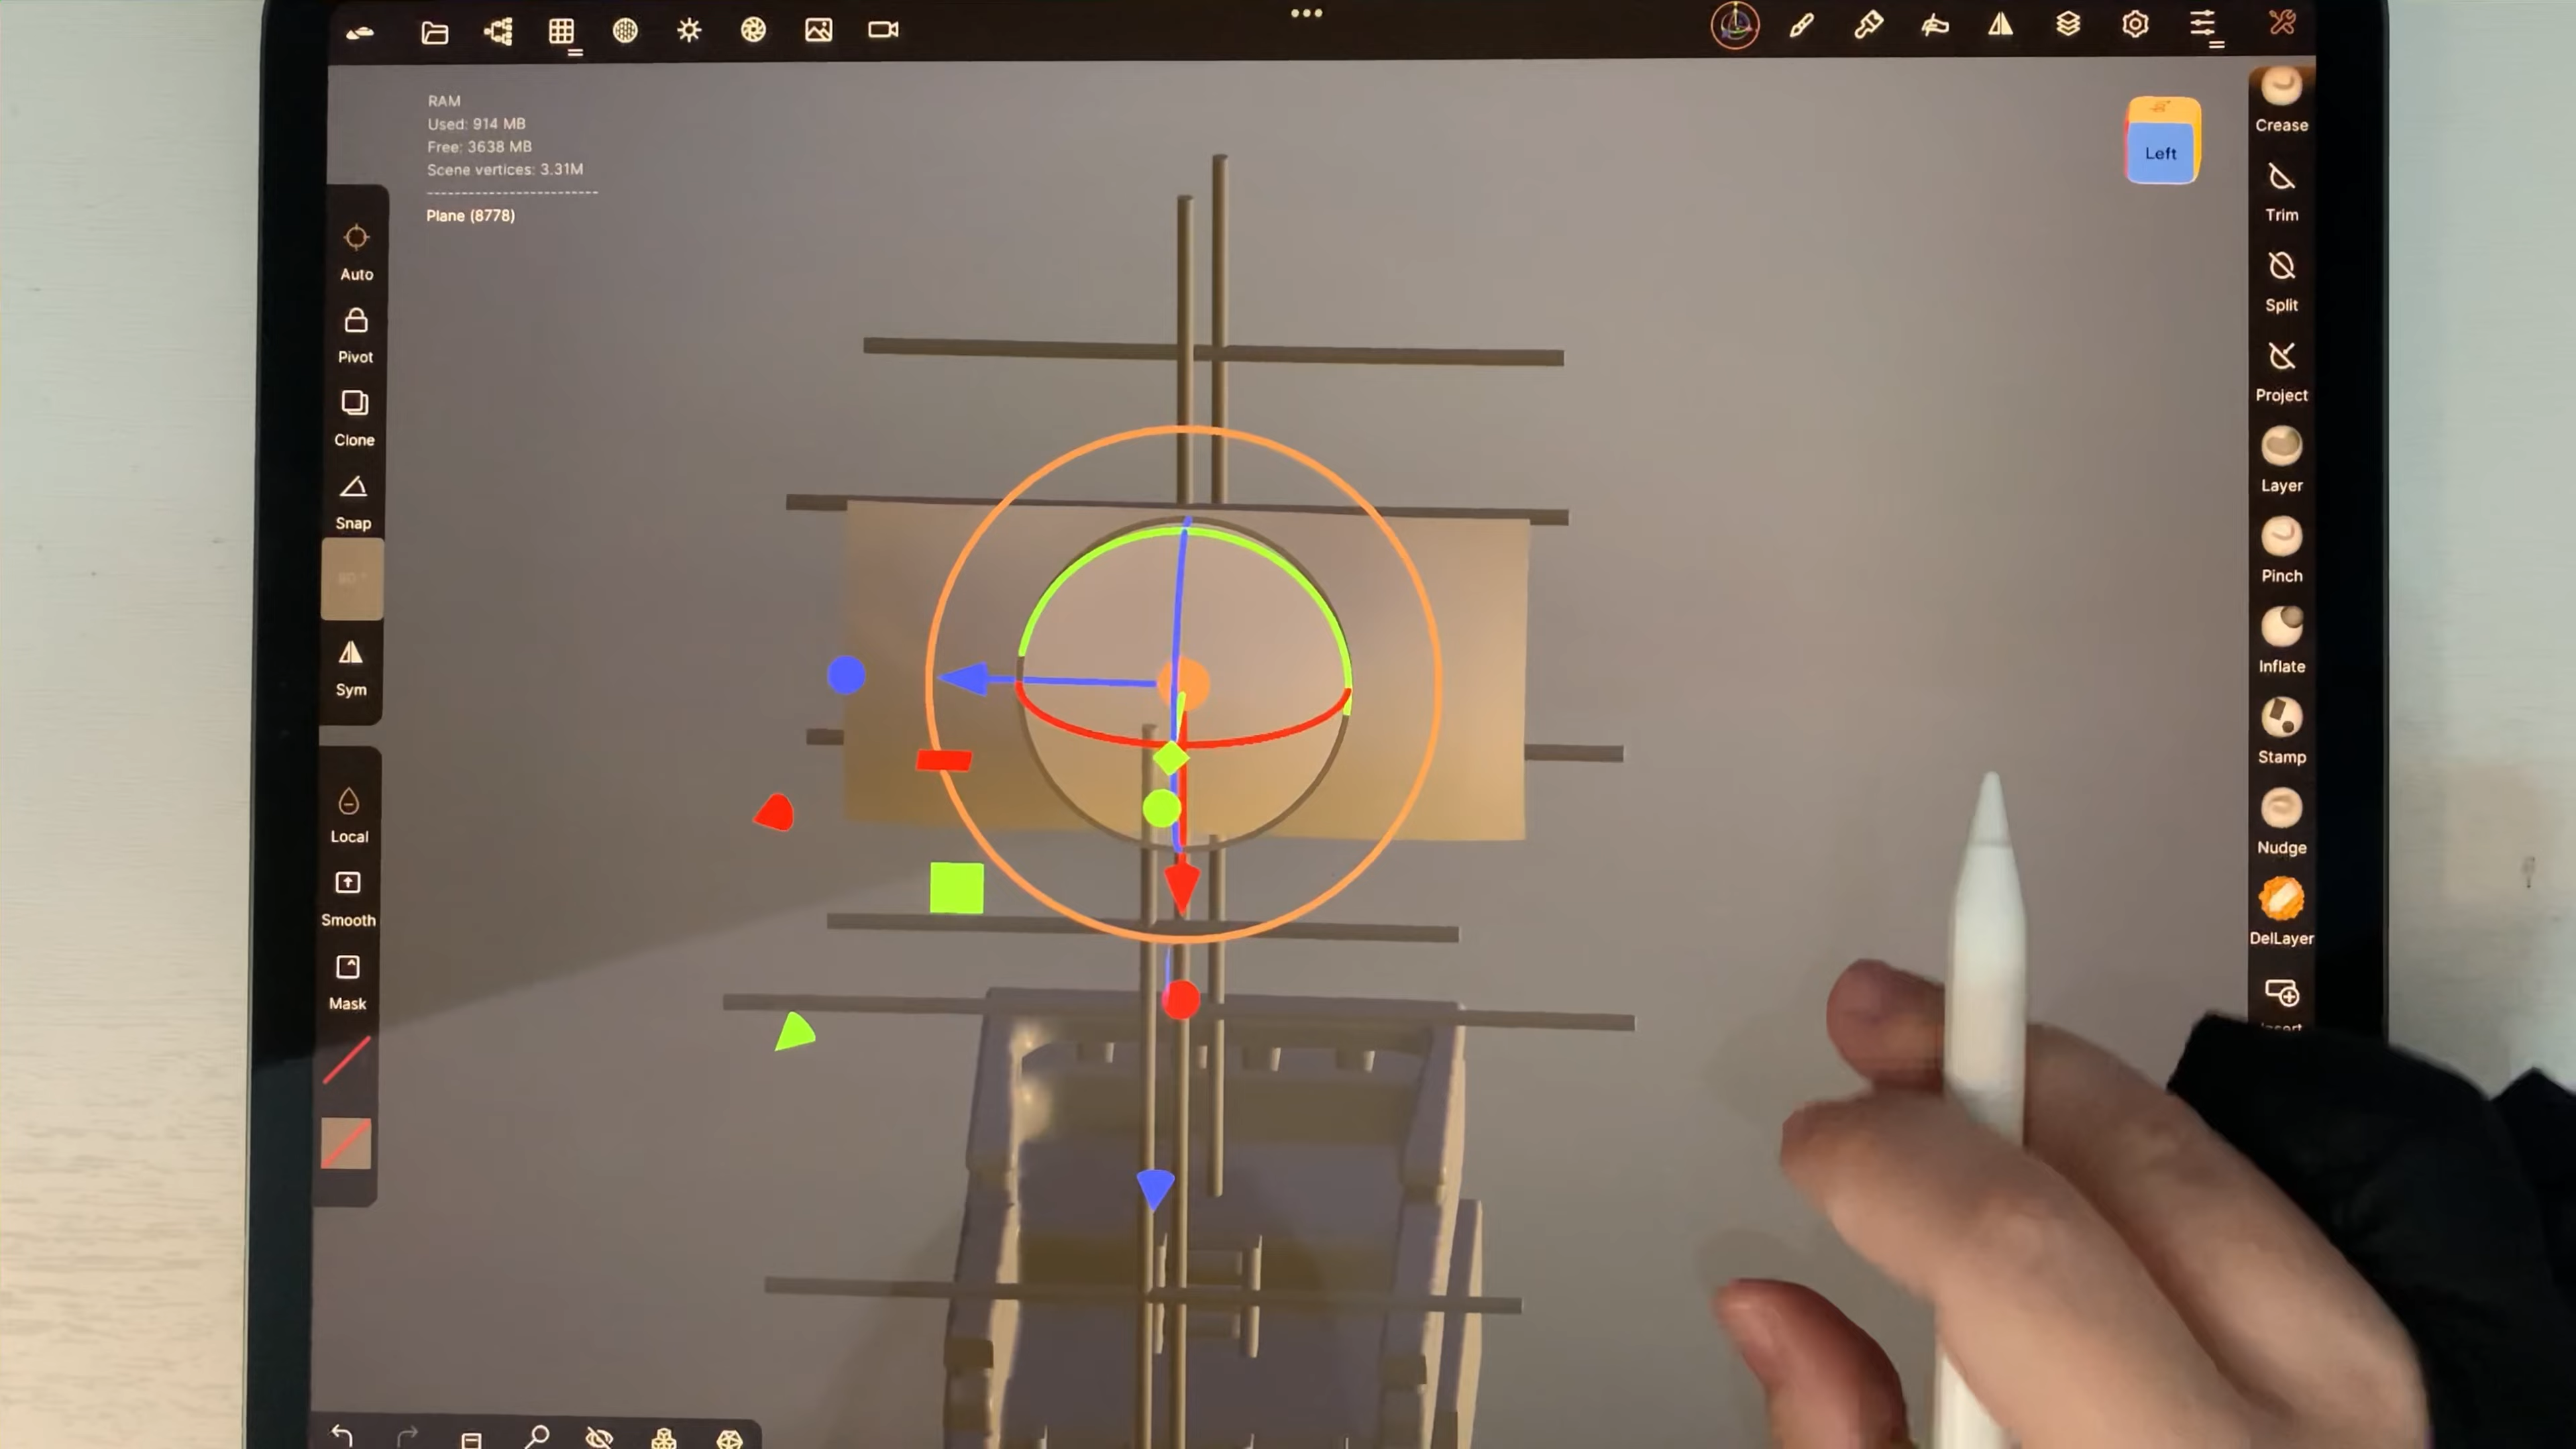 RAM
Used: 914 MB
Free: 3638 MB
Scene vertices: 3.31M
Plane (8778)
Left
Auto
Pivot
Clone
Snap
Sym
Local
Smooth
Mask
Crease
Trim
Split
Project
Layer
Pinch
Inflate
Stamp
Nudge
DelLayer